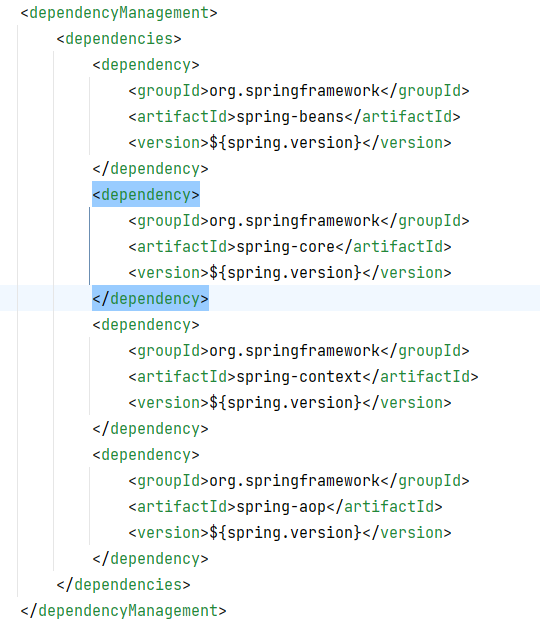 <dependencyManagement>
<dependencies>
<dependency>
<groupId>org.springframework</groupId>
<artifactId>spring-beans</artifactId>
<version>${spring.version}</version>
</dependency>
<dependency>
<groupId>org.springframework</groupId>
<artifactId>spring-core</artifactId>
<version>${spring.version}</version>
</dependency>
<dependency>
<groupId>org.springframework</groupId>
<artifactId>spring-context</artifactId>
<version>${spring.version}</version>
</dependency>
<dependency>
<groupId>org.springframework</groupId>
<artifactId>spring-aop</artifactId>
<version>${spring.version}</version>
</dependency>
</dependencies>
</dependencyManagement>